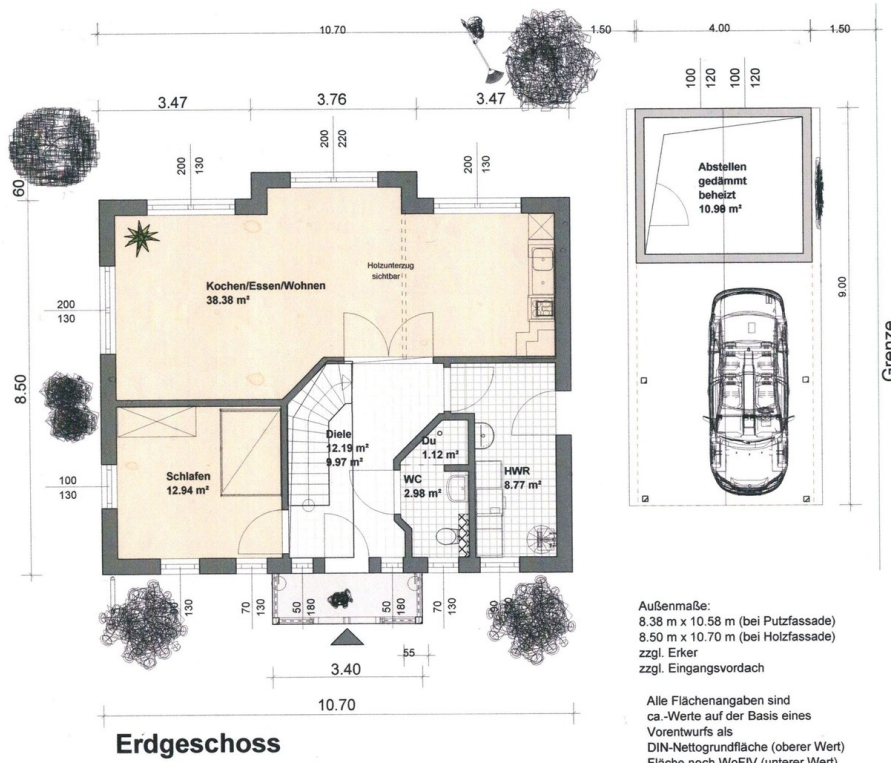 10.70
1.50
4.00
1.50
3.47
3.76
3.47
100
120
100
120
200
130
200
220
200
130
60
Abstellen
gedämmt
beheizt
10.98 m²
Holzunterzug
sichtbar
Kochen/Essen/Wohnen
38.38 m²
200
130
9.00
Grenze
8.50
Diele
12.19 m²
9.97 m²
Du
1.12 m²
WC
2.98 m²
HWR
8.77 m²
Schlafen
12.94 m²
100
130
130
70
130
50
180
50
180
70
130
55
3.40
10.70
Außenmaße:
8.38 m x 10.58 m (bei Putzfassade)
8.50 m x 10.70 m (bei Holzfassade)
zzgl. Erker
zzgl. Eingangsvordach
Alle Flächenangaben sind
ca.-Werte auf der Basis eines
Vorentwurfs als
DIN-Nettogrundfläche (oberer Wert)
Fläche nach WoFlV (unterer Wert)
Erdgeschoss